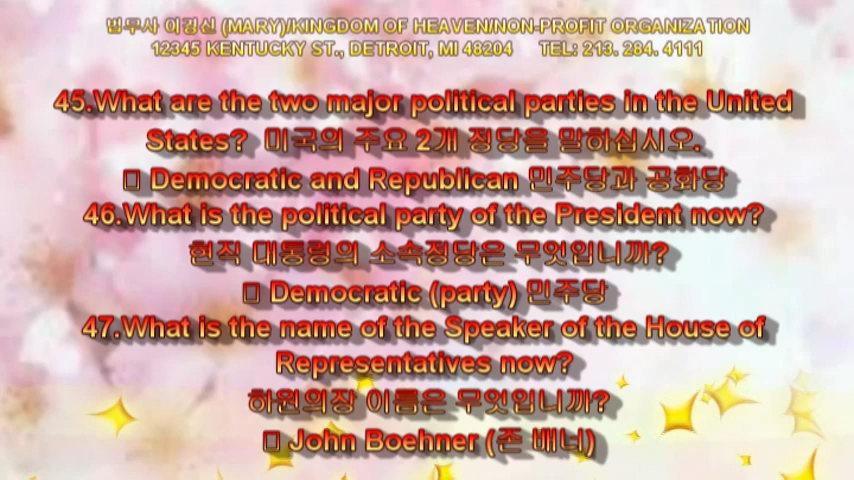 법무사 이경신 (MARY)/KINGDOM OF HEAVEN/NON-PROFIT ORGANIZATION
12345 KENTUCKY ST., DETROIT, MI 48204 TEL: 213. 284. 4111
45.What are the two major political parties in the United
States? 미국의 주요 2개 정당을 말하십시오.
Democratic and Republican 민주당과 공화당
46.What is the political party of the President now?
현직 대통령의 소속정당은 무엇입니까?
Democratic (party) 민주당
47.What is the name of the Speaker of the House of
Representatives now?
하원의장 이름은 무엇입니까?
John Boehner (존 배너)